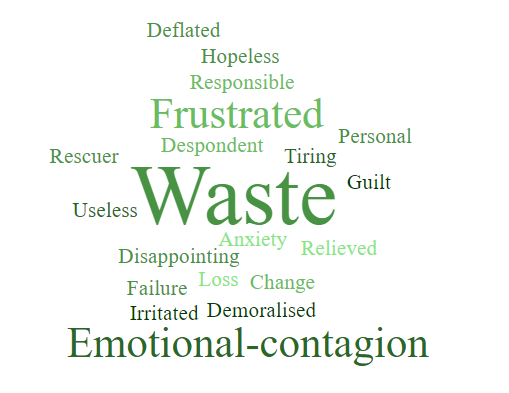 Deflated
Hopeless
Responsible
Frustrated
Personal
Despondent
Rescuer
Tiring
Guilt
Waste
Useless
Anxiety
Relieved
Disappointing
Loss
Change
Failure
Irritated
Demoralised
Emotional-contagion